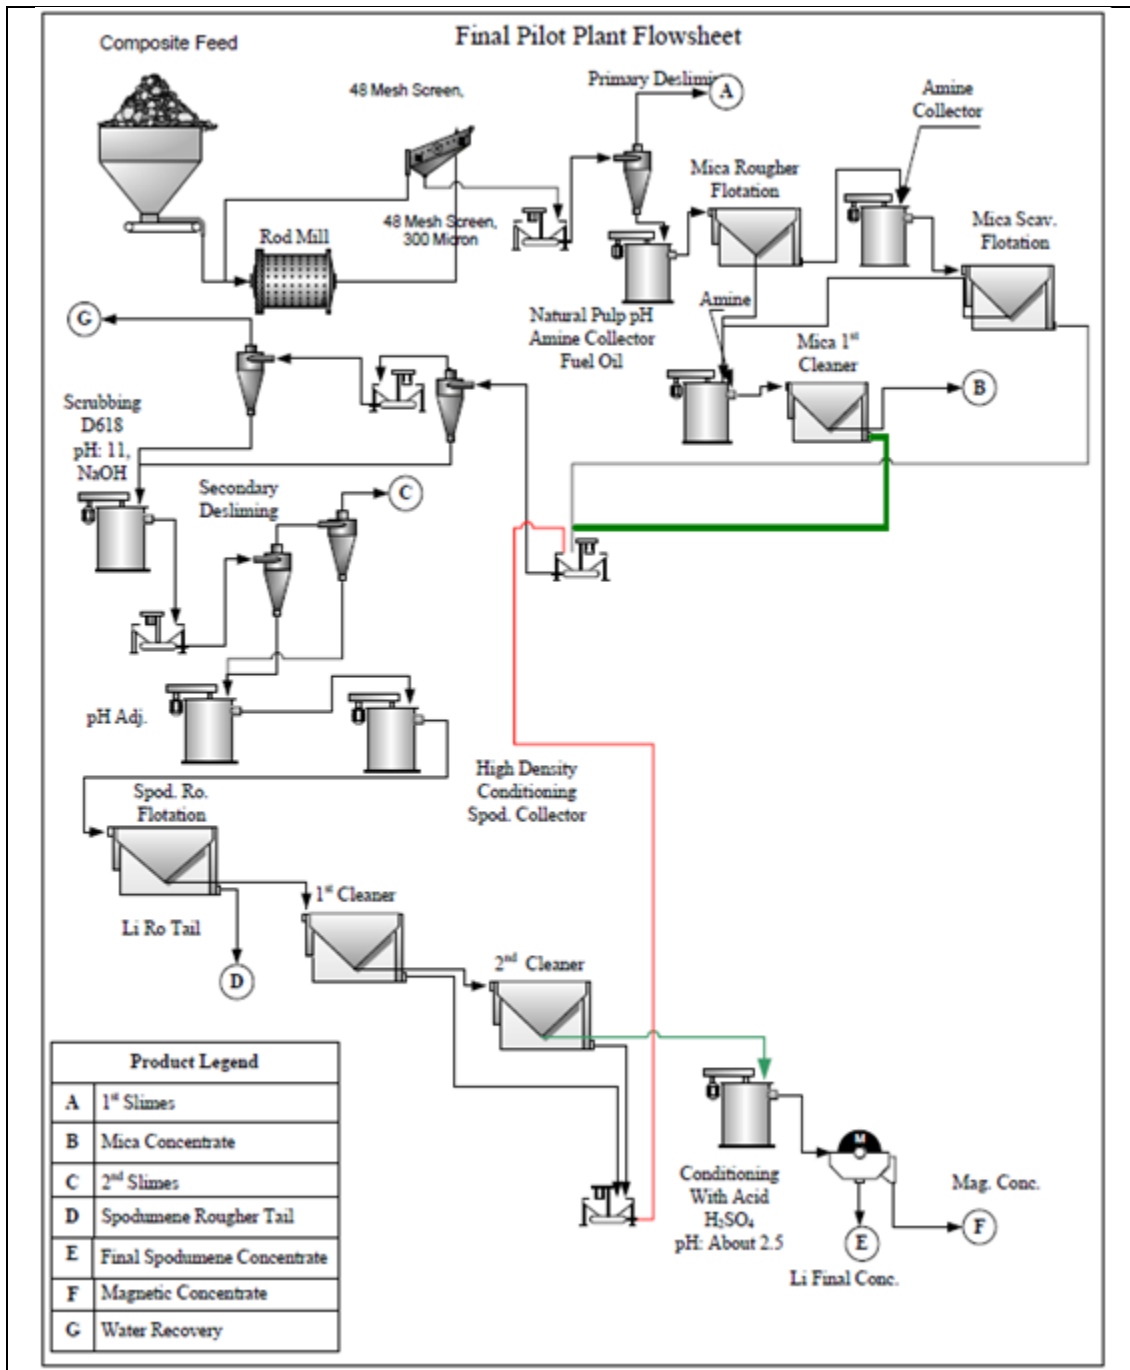 Final Pilot Plant Flowsheet
Composite Feed
48 Mesh Screen,
Primary Deslimin
A
Amine
Collector
Mica Rougher
Flotation
Mica Scav.
Flotation
48 Mesh Screen,
300 Micron
Rod Mill
G
Natural Pulp pH
Amine Collector
Fuel Oil
Amine
Mica 1st
Cleaner
B
Scrubbing
D618
pH: 11,
NaOH
Secondary
Desliming
C
pH Adj.
High Density
Conditioning
Spod. Collector
Spod. Ro.
Flotation
Li Ro Tail
D
1st Cleaner
2nd Cleaner
M
Conditioning
With Acid
H2SO4
pH: About 2.5
Mag. Conc.
F
E
Li Final Conc.
Product Legend
A 1st Slimes
B Mica Concentrate
C 2nd Slimes
D Spodumene Rougher Tail
E Final Spodumene Concentrate
F Magnetic Concentrate
G Water Recovery